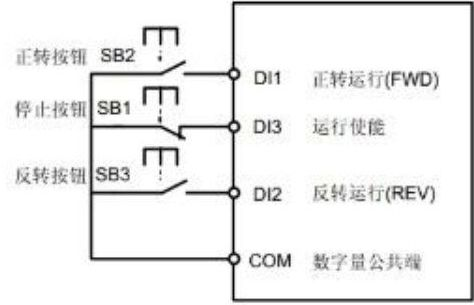 正转按钮 SB2 DI1 正转运行(FWD)
停止按钮 SB1 DI3 运行使能
反转按钮 SB3 DI2 反转运行(REV)
COM 数字量公共端